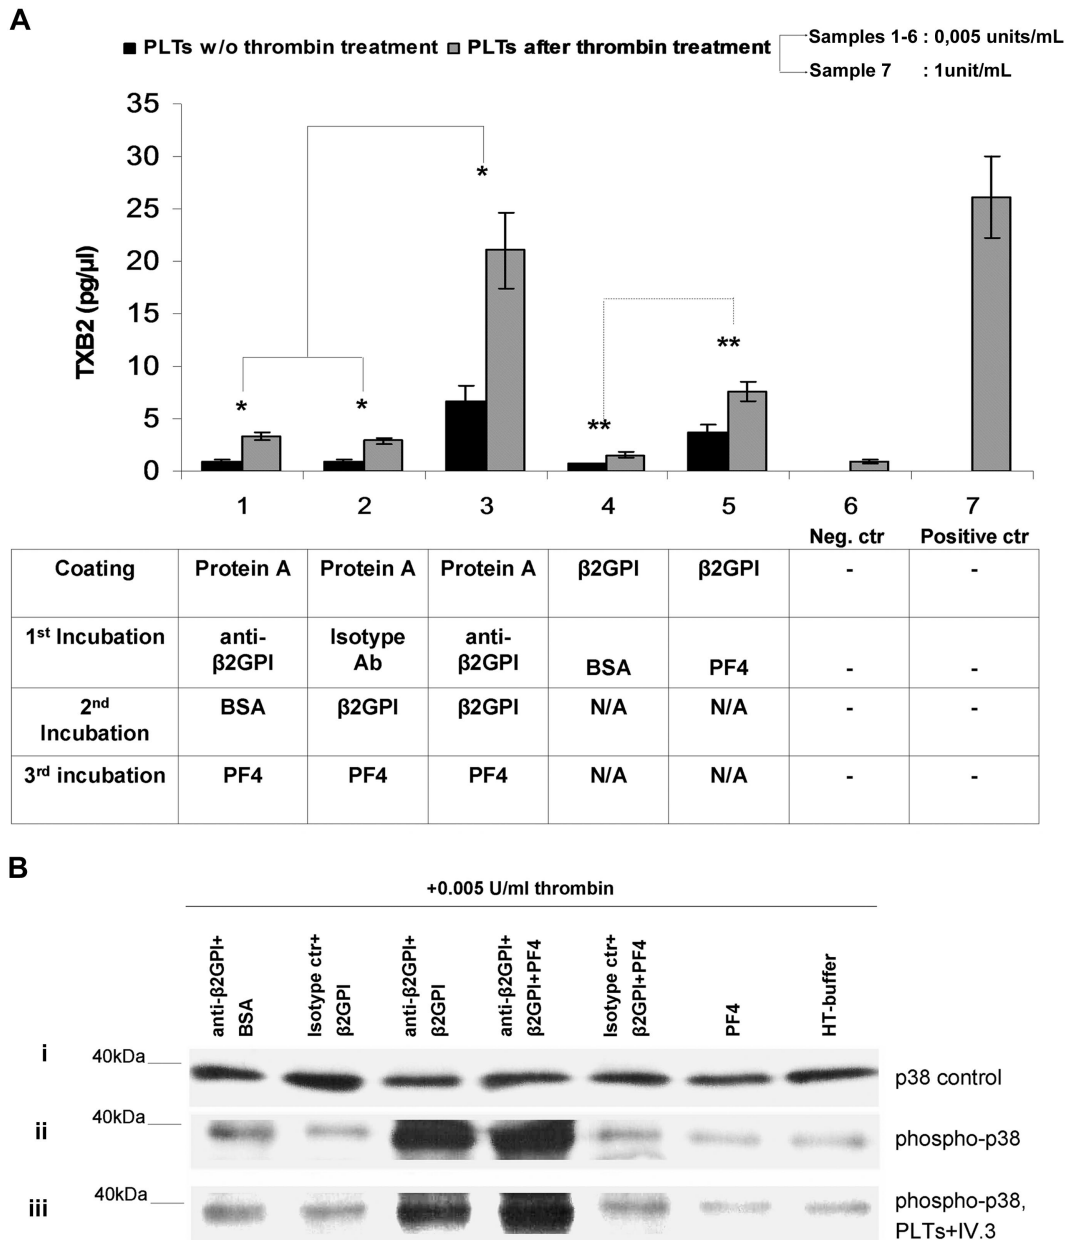 A
PLTs w/o thrombin treatment PLTs after thrombin treatment
Samples 1-6 : 0,005 units/mL
Sample 7 : 1unit/mL
TXB2 (pg/µl)
35
30
25
20
15
10
5
0
* * * ** **
1 2 3 4 5 6 7
Neg. ctr Positive ctr
Coating Protein A Protein A Protein A β2GPI β2GPI - -
1st Incubation anti-β2GPI Isotype Ab anti-β2GPI BSA PF4 - -
2nd Incubation BSA β2GPI β2GPI N/A N/A - -
3rd incubation PF4 PF4 PF4 N/A N/A - -
B
+0.005 U/ml thrombin
anti-β2GPI+
BSA
Isotype ctr+
β2GPI
anti-β2GPI+
β2GPI
anti-β2GPI+
β2GPI+PF4
Isotype ctr+
β2GPI+PF4
PF4
HT-buffer
i 40kDa p38 control
ii 40kDa phospho-p38
iii 40kDa phospho-p38,
PLTs+IV.3